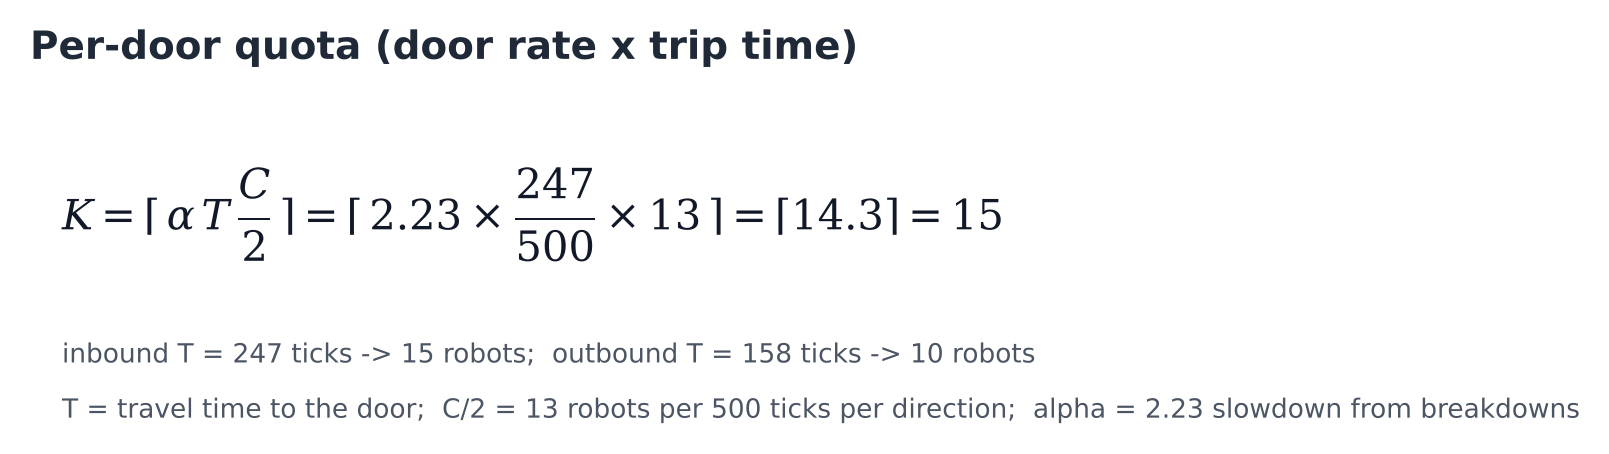 Per-door quota (door rate x trip time)
K = ⌈ α T C/2 ⌉ = ⌈ 2.23 × 247/500 × 13 ⌉ = ⌈14.3⌉ = 15
inbound T = 247 ticks -> 15 robots;  outbound T = 158 ticks -> 10 robots
T = travel time to the door;  C/2 = 13 robots per 500 ticks per direction;  alpha = 2.23 slowdown from breakdowns